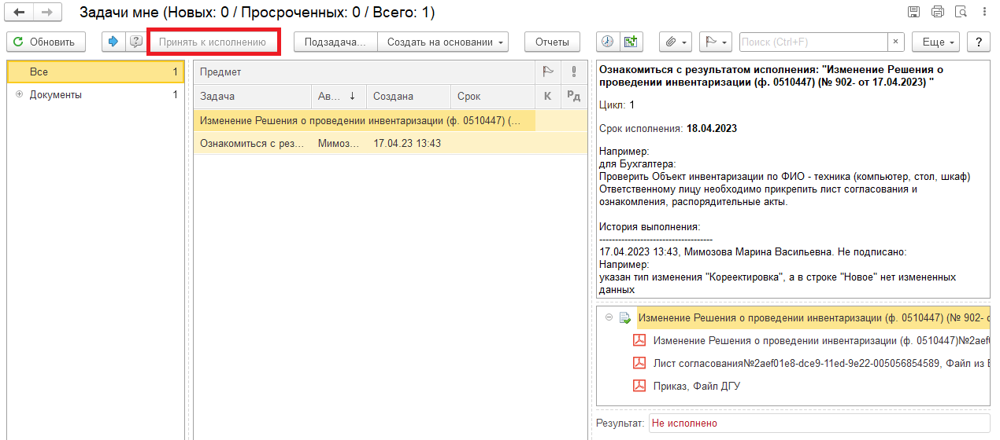 Задачи мне (Новых: 0 / Просроченных: 0 / Всего: 1)
Обновить
Принять к исполнению
Подзадача...
Создать на основании
Отчеты
Поиск (Ctrl+F)
×
Еще
?
Все 1
Документы 1
Предмет
Задача Ав... ↓ Создана Срок К Рд
Изменение Решения о проведении инвентаризации (ф. 0510447) (...
Ознакомиться с рез... Мимоз... 17.04.23 13:43
Ознакомиться с результатом исполнения: "Изменение Решения о
проведении инвентаризации (ф. 0510447) (№ 902- от 17.04.2023) "
Цикл: 1
Срок исполнения: 18.04.2023
Например:
для Бухгалтера:
Проверить Объект инвентаризации по ФИО - техника (компьютер, стол, шкаф)
Ответственному лицу необходимо прикрепить лист согласования и
ознакомления, распорядительные акты.
История выполнения:
------------------------------------
17.04.2023 13:43, Мимозова Марина Васильевна. Не подписано:
Например:
указан тип изменения "Кореектировка", а в строке "Новое" нет измененных
данных
Изменение Решения о проведении инвентаризации (ф. 0510447) (№ 902- о
Изменение Решения о проведении инвентаризации (ф. 0510447)№2aef0
Лист согласования№2aef01e8-dce9-11ed-9e22-005056854589, Файл из Е
Приказ, Файл ДГУ
Результат: Не исполнено